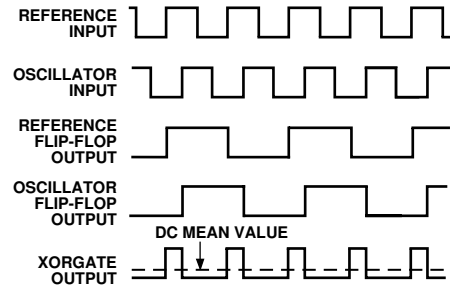 REFERENCE
INPUT
OSCILLATOR
INPUT
REFERENCE
FLIP-FLOP
OUTPUT
OSCILLATOR
FLIP-FLOP
OUTPUT
DC MEAN VALUE
XORGATE
OUTPUT